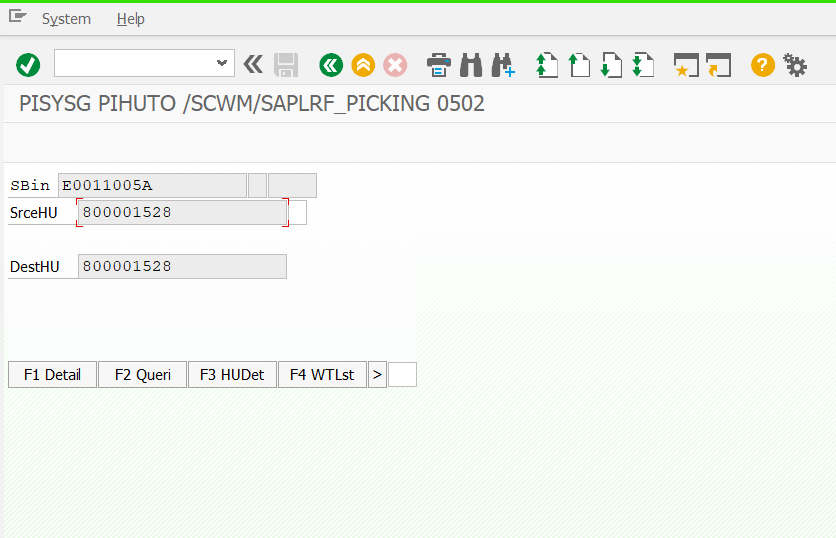 System Help
PISYSG PIHUTO /SCWM/SAPLRF_PICKING 0502
SBin E0011005A
SrceHU 800001528
DestHU 800001528
F1 Detail F2 Queri F3 HUDet F4 WTLst >